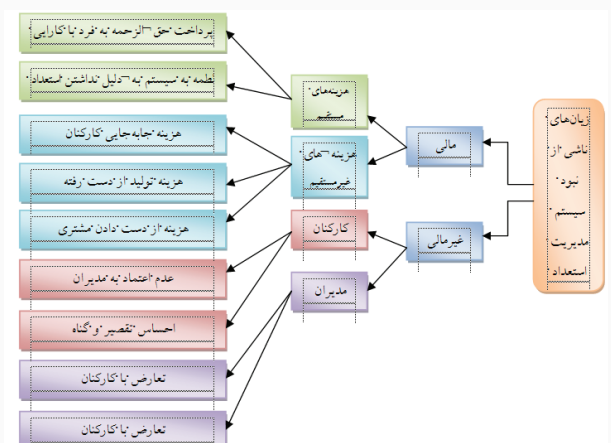 زیان‌های
ناشی از
نبود
سیستم
مدیریت
استعداد
مالی
غیرمالی
هزینه‌های
مستقیم
هزینه ¬های
غیرمستقیم
کارکنان
مدیران
پرداخت حق ¬الزحمه به فرد با کارایی
لطمه به سیستم به ¬دلیل نداشتن استعداد
هزینه جابه‌جایی کارکنان
هزینه تولید از دست رفته
هزینه از دست دادن مشتری
عدم اعتماد به مدیران
احساس تقصیر و گناه
تعارض با کارکنان
تعارض با کارکنان